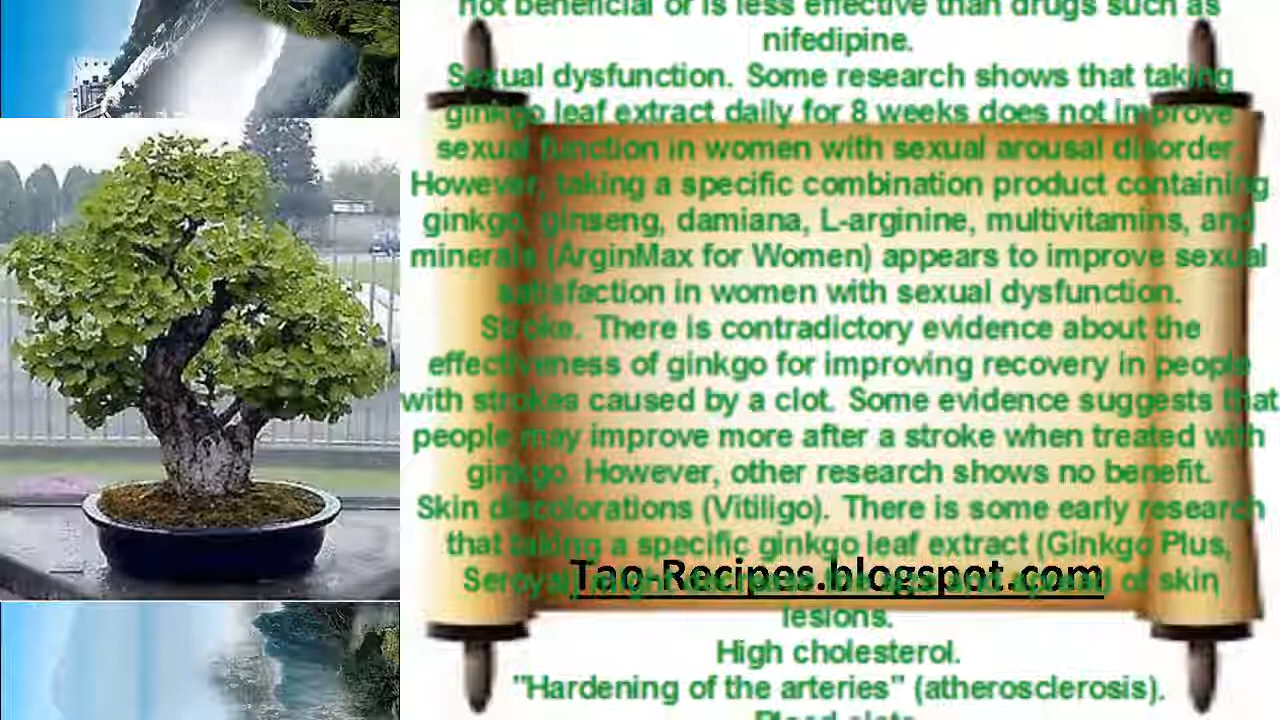 not beneficial or is less effective than drugs such as
nifedipine.
Sexual dysfunction. Some research shows that taking
ginkgo leaf extract daily for 8 weeks does not improve
sexual function in women with sexual arousal disorder.
However, taking a specific combination product containing
ginkgo, ginseng, damiana, L-arginine, multivitamins, and
minerals (ArginMax for Women) appears to improve sexual
satisfaction in women with sexual dysfunction.
Stroke. There is contradictory evidence about the
effectiveness of ginkgo for improving recovery in people
with strokes caused by a clot. Some evidence suggests that
people may improve more after a stroke when treated with
ginkgo. However, other research shows no benefit.
Skin discolorations (Vitiligo). There is some early research
that taking a specific ginkgo leaf extract (Ginkgo Plus,
Seroyal) might and spread of skin
Tao-Recipes.blogspot.com
lesions.
High cholesterol.
"Hardening of the arteries" (atherosclerosis).